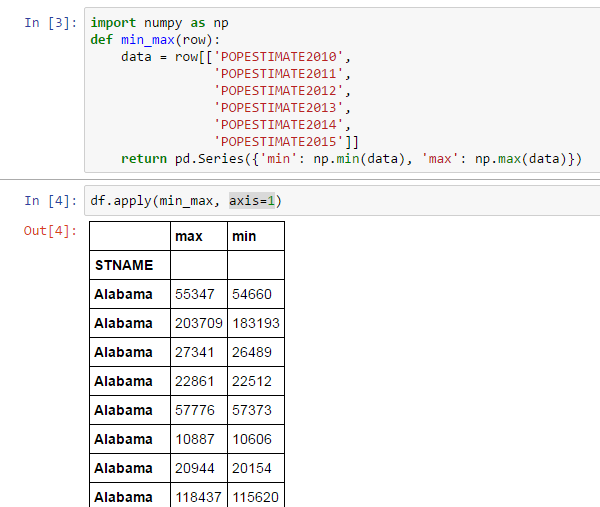 In [3]: import numpy as np
def min_max(row):
    data = row[['POPESTIMATE2010',
                'POPESTIMATE2011',
                'POPESTIMATE2012',
                'POPESTIMATE2013',
                'POPESTIMATE2014',
                'POPESTIMATE2015']]
    return pd.Series({'min': np.min(data), 'max': np.max(data)})
In [4]: df.apply(min_max, axis=1)
Out[4]:
max min
STNAME
Alabama 55347 54660
Alabama 203709 183193
Alabama 27341 26489
Alabama 22861 22512
Alabama 57776 57373
Alabama 10887 10606
Alabama 20944 20154
Alabama 118437 115620